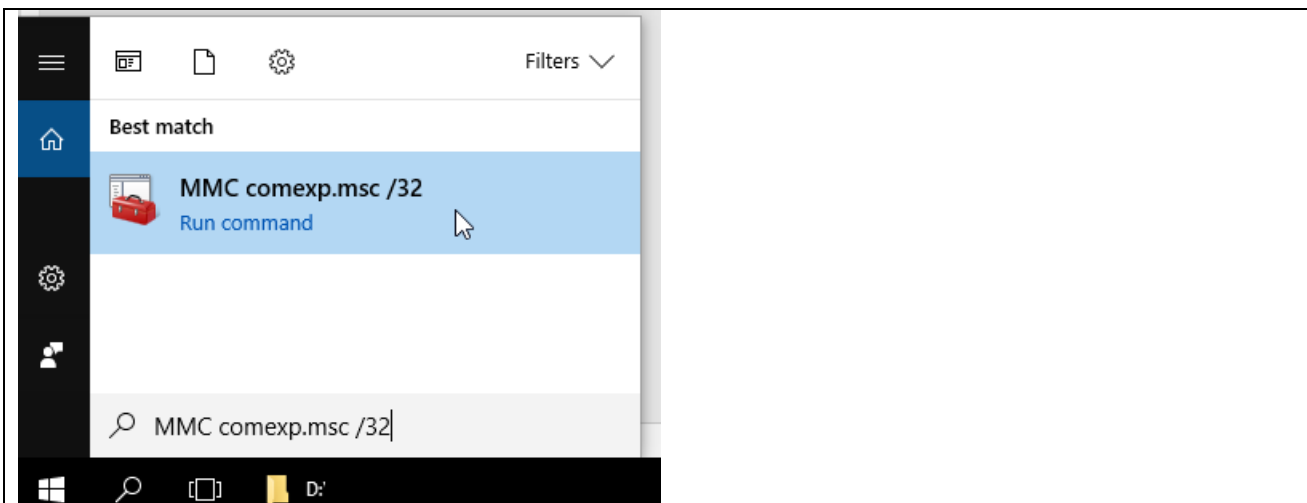 Filters
Best match
MMC comexp.msc /32
Run command
MMC comexp.msc /32
D:'